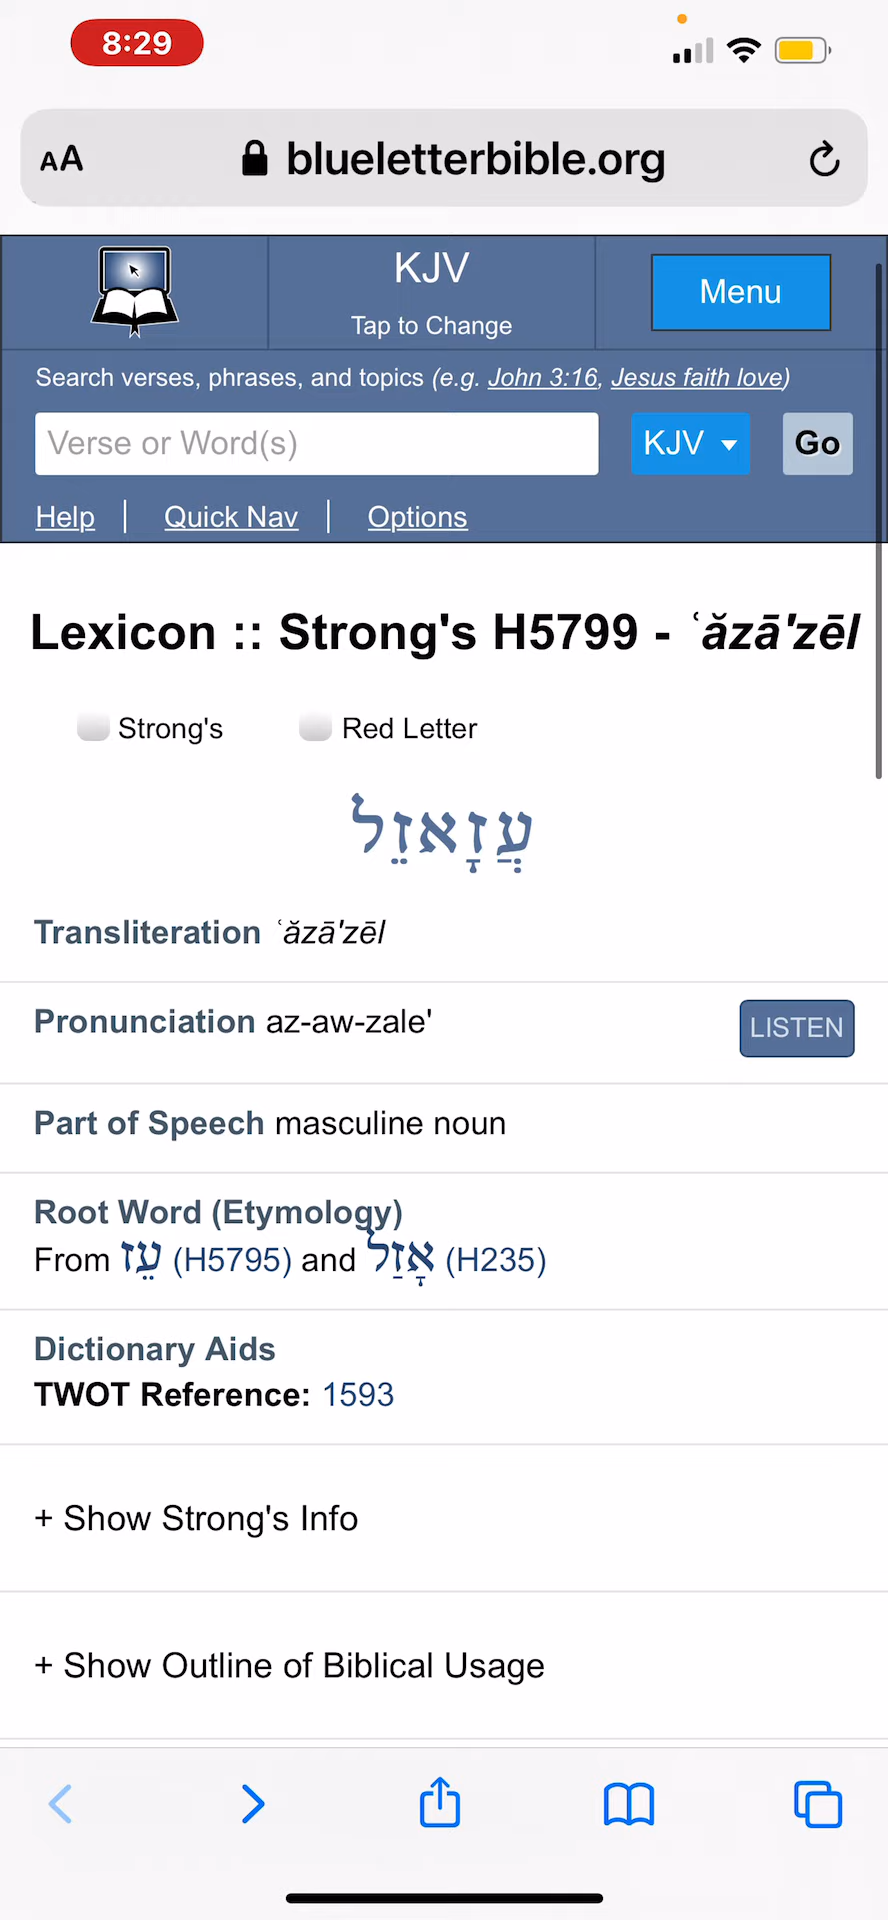 8:29
AA blueletterbible.org
KJV
Tap to Change
Menu
Search verses, phrases, and topics (e.g. John 3:16, Jesus faith love)
Verse or Word(s)
KJV
Go
Help | Quick Nav | Options
Lexicon :: Strong's H5799 - ʿăzā'zēl
Strong's Red Letter
עֲזָאזֵל
Transliteration ʿăzā'zēl
Pronunciation az-aw-zale'
LISTEN
Part of Speech masculine noun
Root Word (Etymology)
From עֵז (H5795) and אָזַל (H235)
Dictionary Aids
TWOT Reference: 1593
+ Show Strong's Info
+ Show Outline of Biblical Usage